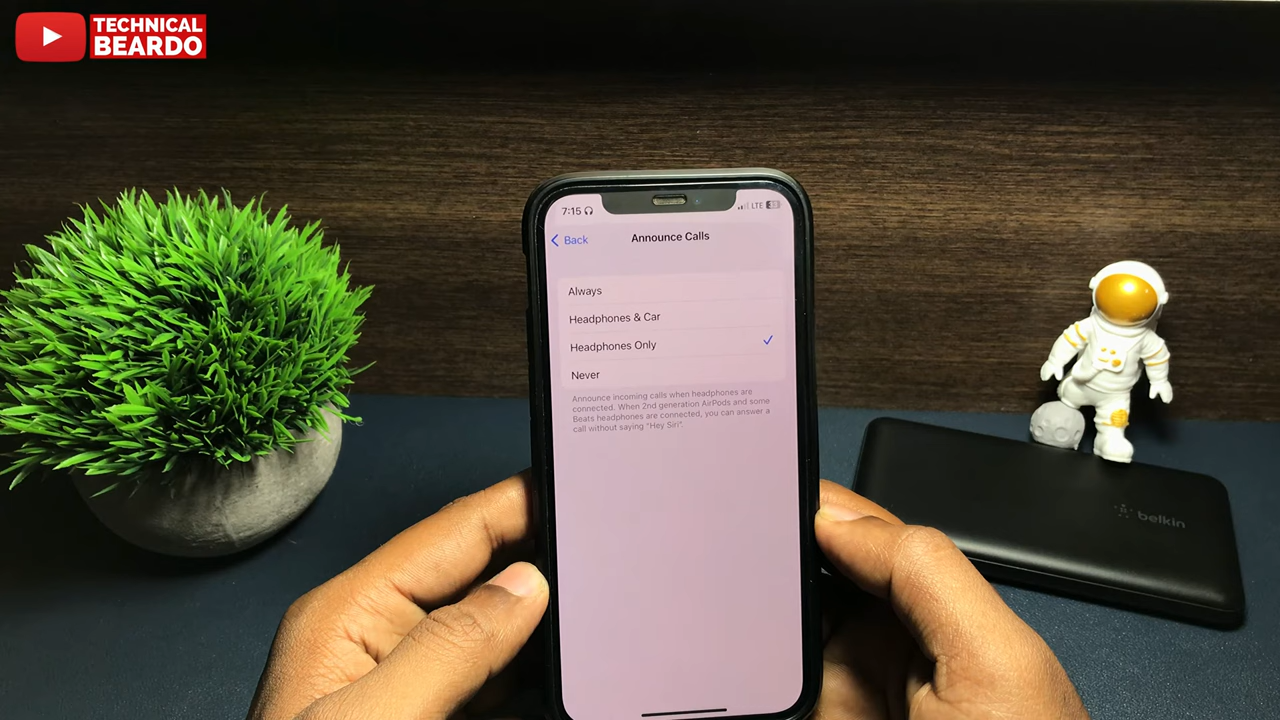 TECHNICAL
BEARDO
7:15
LTE 33
Back
Announce Calls
Always
Headphones & Car
Headphones Only
Never
Announce incoming calls when headphones are
connected. When 2nd generation AirPods and some
Beats headphones are connected, you can answer a
call without saying "Hey Siri".
belkin